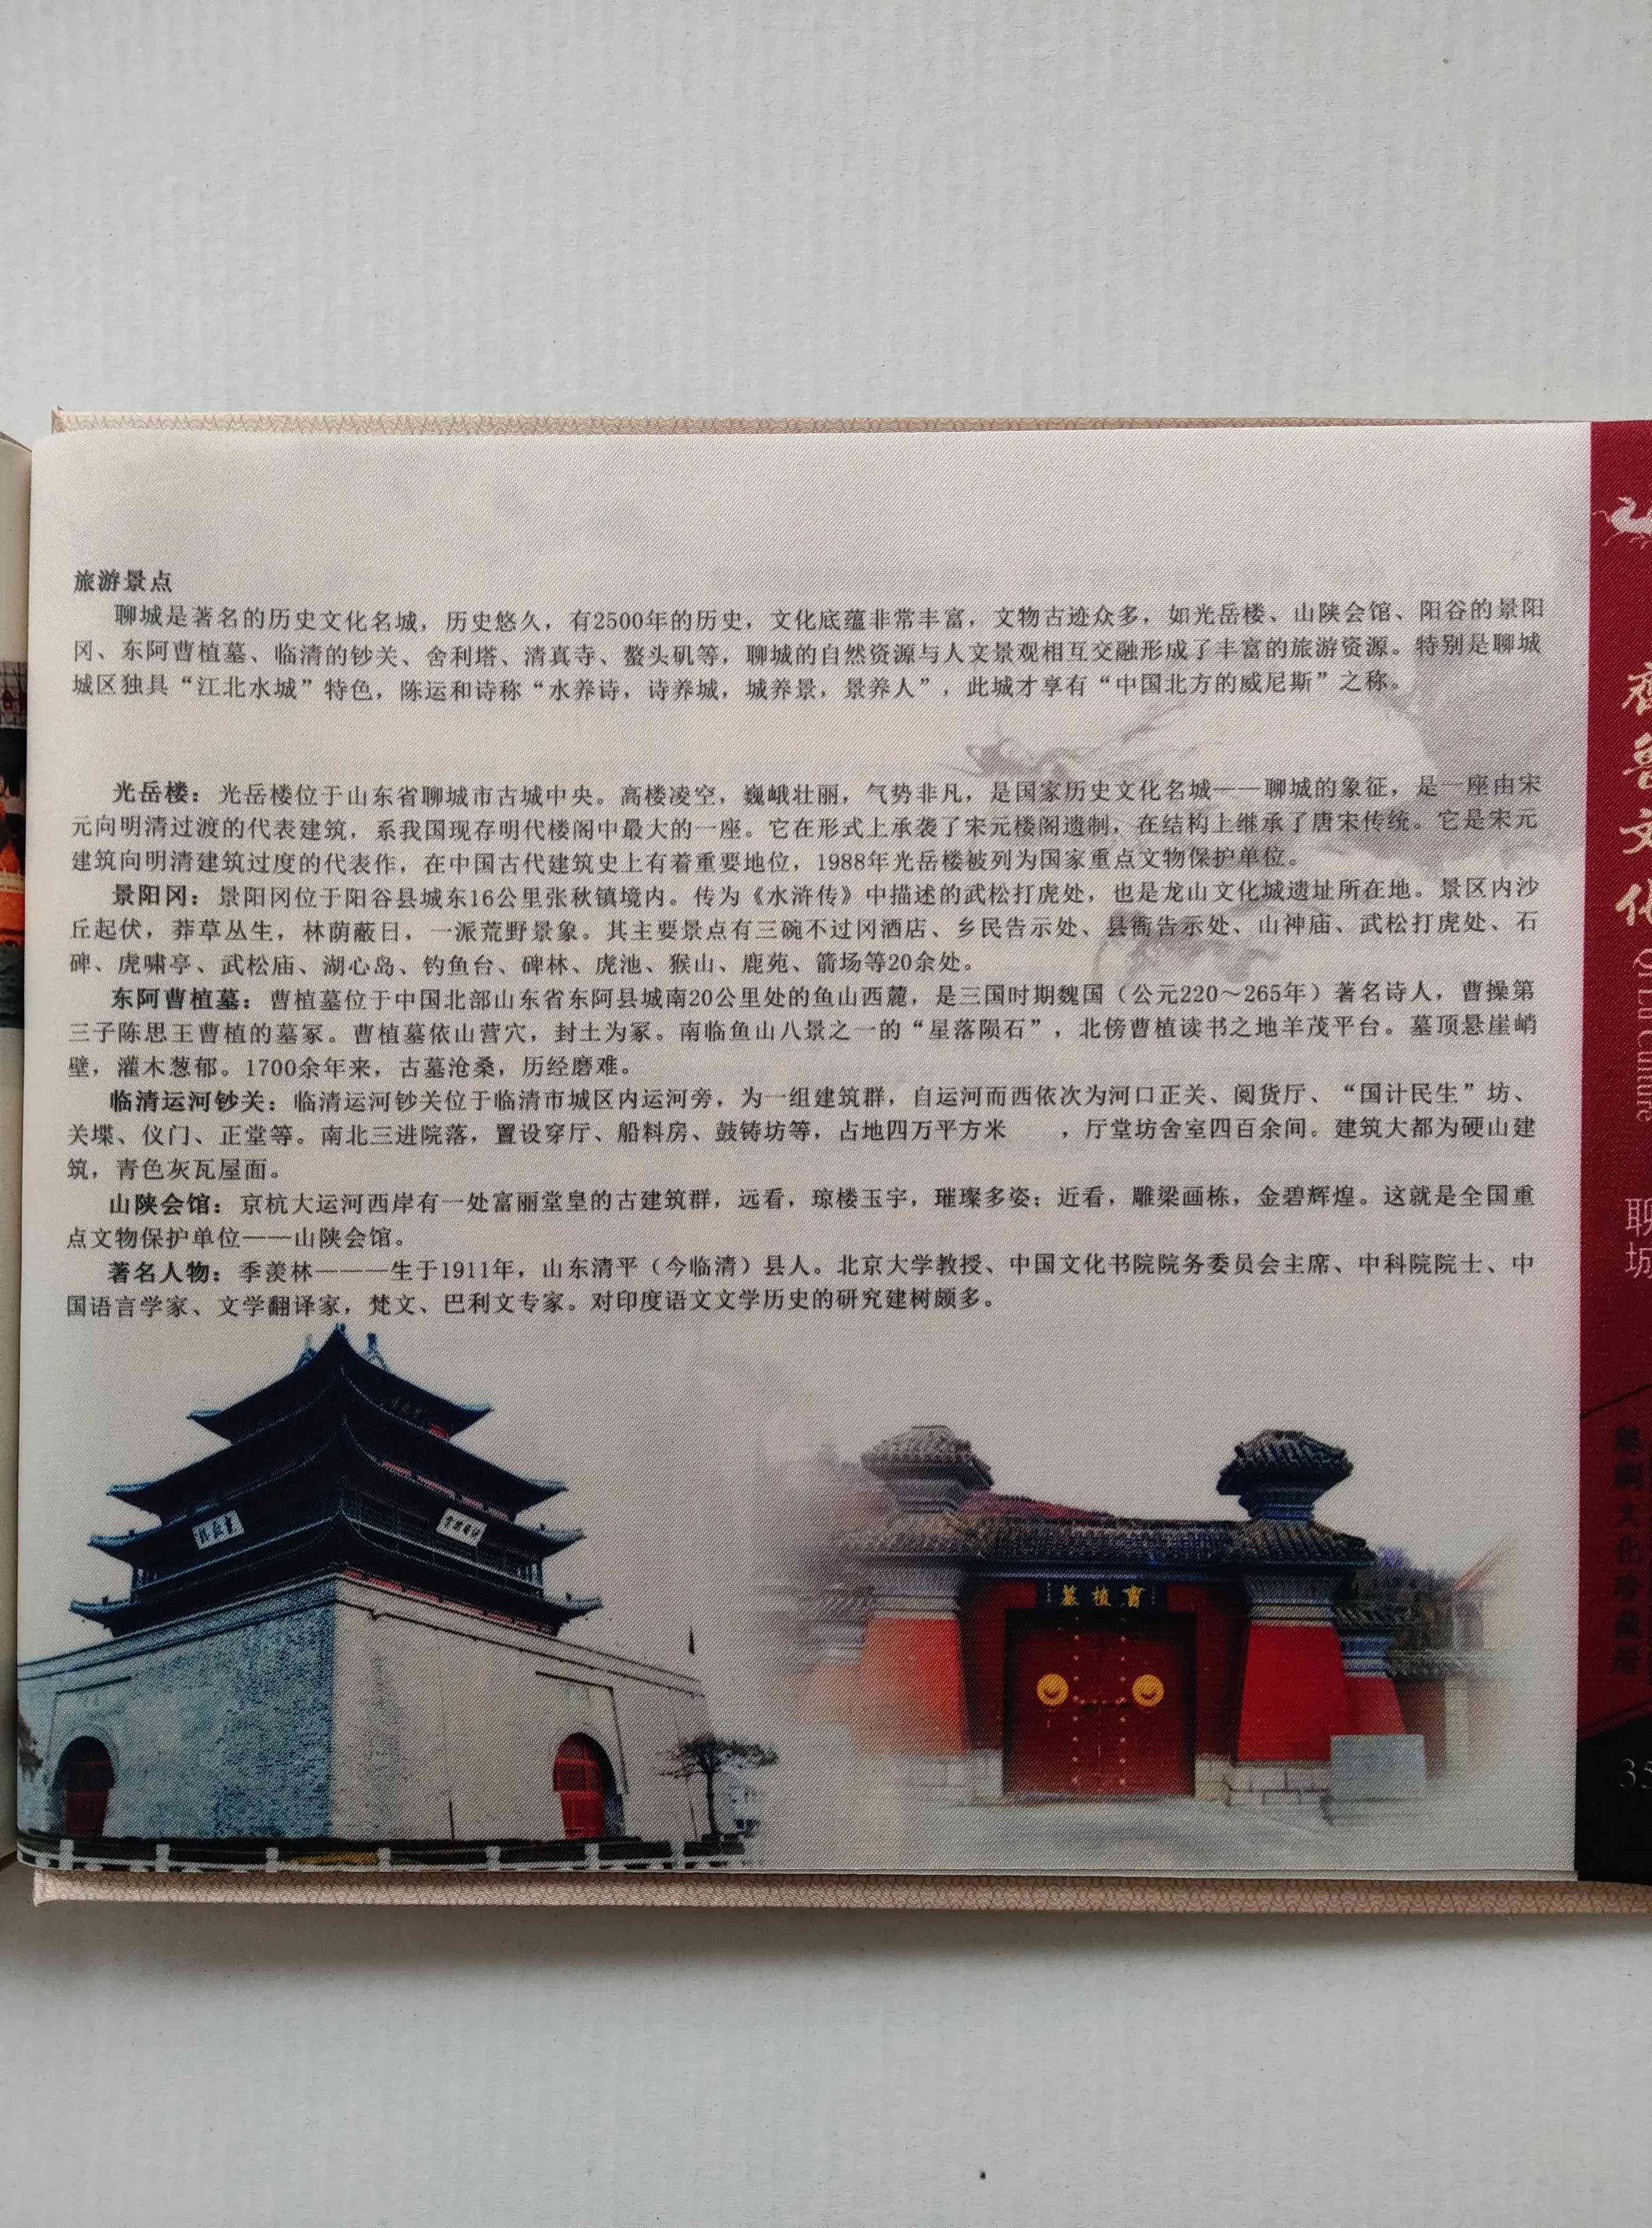 旅游景点
聊城是著名的历史文化名城，历史悠久，有2500年的历史，文化底蕴非常丰富，文物古迹众多，如光岳楼、山陕会馆、阳谷的景阳
冈、东阿曹植墓、临清的钞关、舍利塔、清真寺、鳌头矶等，聊城的自然资源与人文景观相互交融形成了丰富的旅游资源。特别是聊城
城区独具“江北水城”特色，陈运和诗称“水养诗，诗养城，城养景，景养人”，此城才享有“中国北方的威尼斯”之称。
光岳楼：光岳楼位于山东省聊城市古城中央。高楼凌空，巍峨壮丽，气势非凡，是国家历史文化名城——聊城的象征，是一座由宋
元向明清过渡的代表建筑，系我国现存明代楼阁中最大的一座。它在形式上承袭了宋元楼阁遗制，在结构上继承了唐宋传统。它是宋元
建筑向明清建筑过度的代表作，在中国古代建筑史上有着重要地位，1988年光岳楼被列为国家重点文物保护单位。
景阳冈：景阳冈位于阳谷县城东16公里张秋镇境内。传为《水浒传》中描述的武松打虎处，也是龙山文化城遗址所在地。景区内沙
丘起伏，莽草丛生，林荫蔽日，一派荒野景象。其主要景点有三碗不过冈酒店、乡民告示处、县衙告示处、山神庙、武松打虎处、石
碑、虎啸亭、武松庙、湖心岛、钓鱼台、碑林、虎池、猴山、鹿苑、箭场等20余处。
东阿曹植墓：曹植墓位于中国北部山东省东阿县城南20公里处的鱼山西麓，是三国时期魏国（公元220～265年）著名诗人，曹操第
三子陈思王曹植的墓冢。曹植墓依山营穴，封土为冢。南临鱼山八景之一的“星落陨石”，北傍曹植读书之地羊茂平台。墓顶悬崖峭
壁，灌木葱郁。1700余年来，古墓沧桑，历经磨难。
临清运河钞关：临清运河钞关位于临清市城区内运河旁，为一组建筑群，自运河而西依次为河口正关、阅货厅、“国计民生”坊、
关堞、仪门、正堂等。南北三进院落，置设穿厅、船料房、鼓铸坊等，占地四万平方米　　，厅堂坊舍室四百余间。建筑大都为硬山建
筑，青色灰瓦屋面。
山陕会馆：京杭大运河西岸有一处富丽堂皇的古建筑群，远看，琼楼玉宇，璀璨多姿；近看，雕梁画栋，金碧辉煌。这就是全国重
点文物保护单位——山陕会馆。
著名人物：季羡林———生于1911年，山东清平（今临清）县人。北京大学教授、中国文化书院院务委员会主席、中科院院士、中
国语言学家、文学翻译家，梵文、巴利文专家。对印度语文文学历史的研究建树颇多。
墓植曹
齐鲁文化
Qi Lu Culture
聊城
35